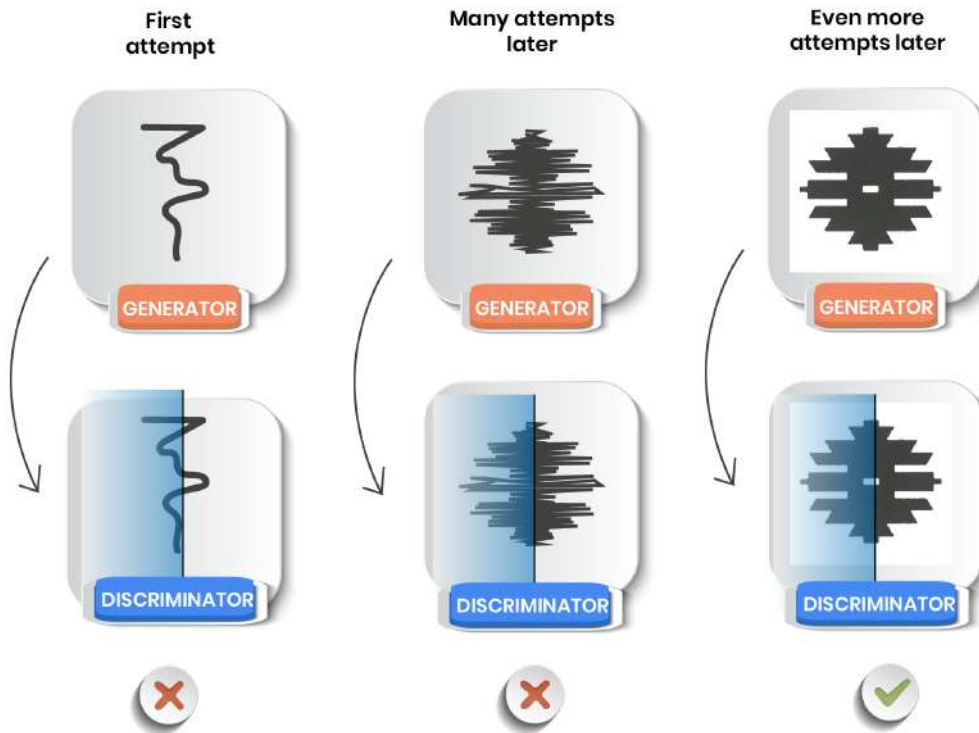 First
attempt
Many attempts
later
Even more
attempts later
GENERATOR
GENERATOR
GENERATOR
DISCRIMINATOR
DISCRIMINATOR
DISCRIMINATOR